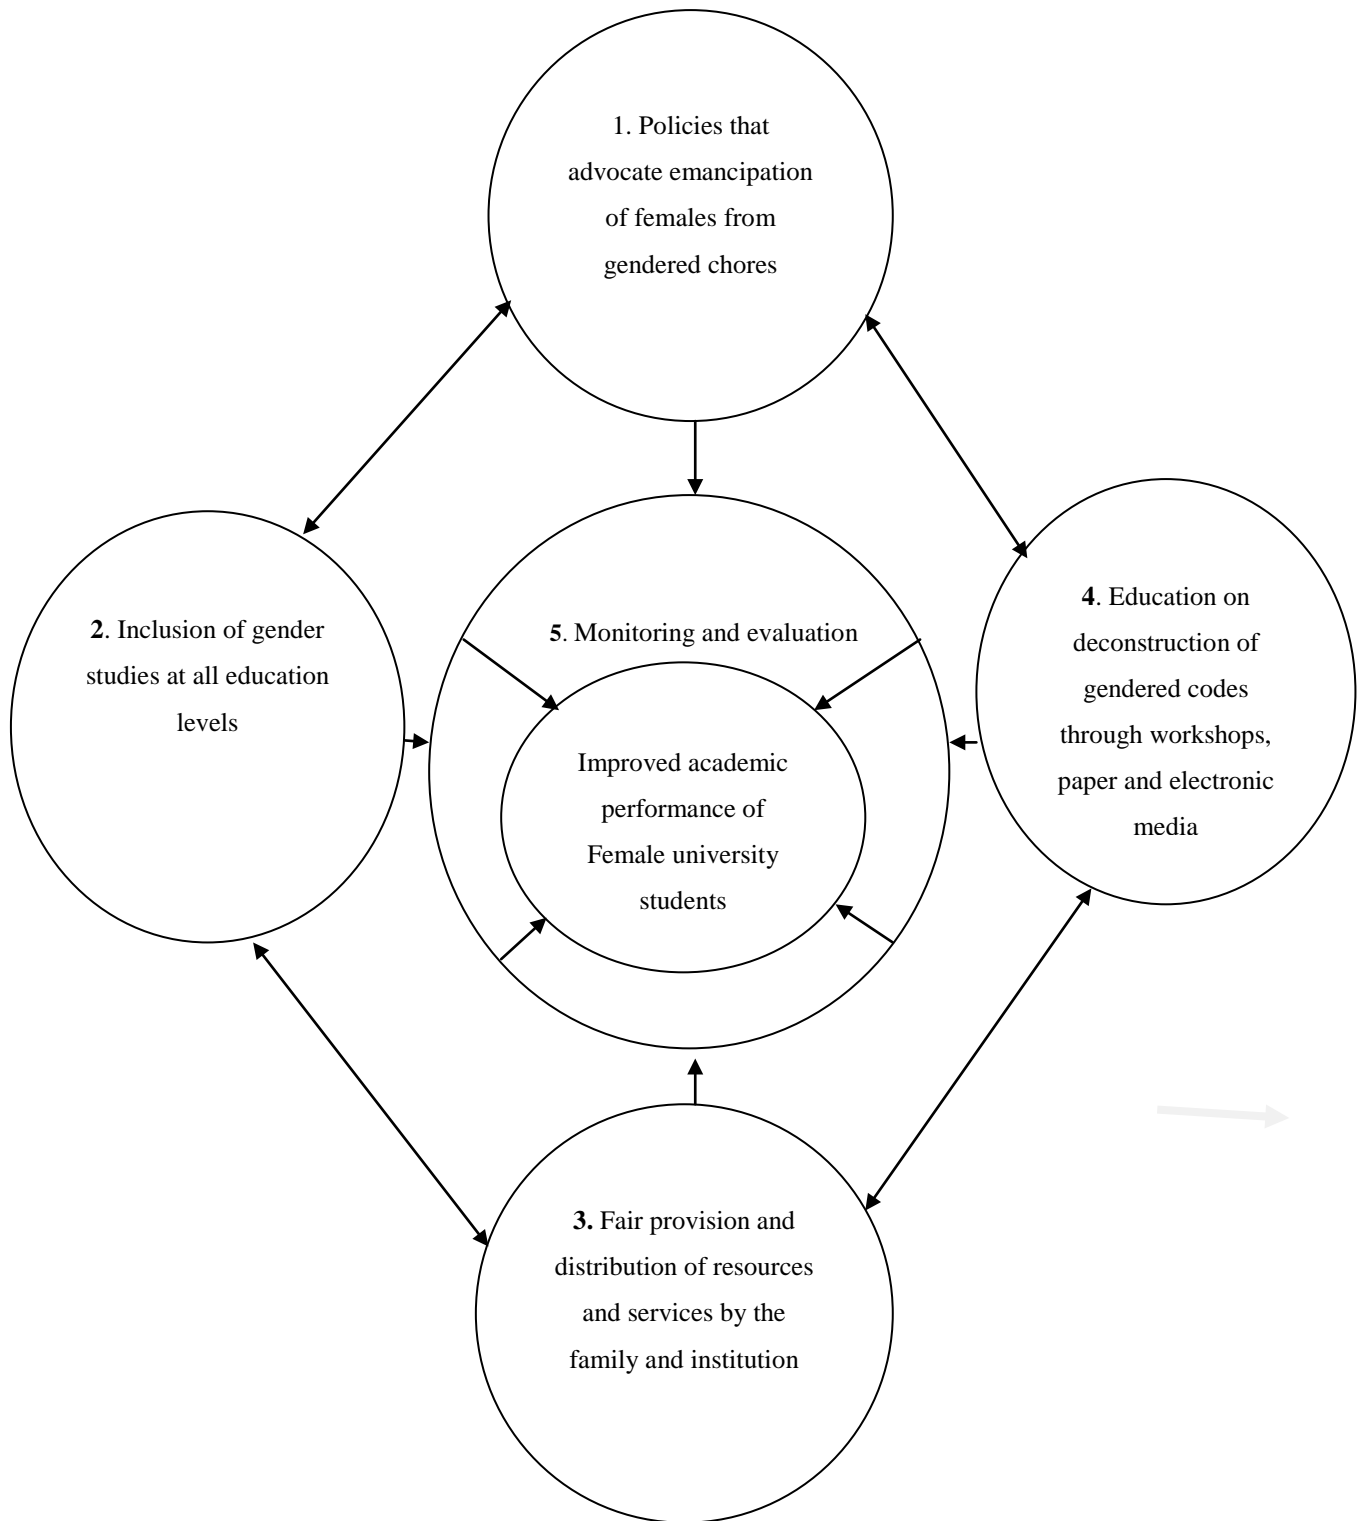 1. Policies that
advocate emancipation
of females from
gendered chores
2. Inclusion of gender
studies at all education
levels
5. Monitoring and evaluation
Improved academic
performance of
Female university
students
4. Education on
deconstruction of
gendered codes
through workshops,
paper and electronic
media
3. Fair provision and
distribution of resources
and services by the
family and institution